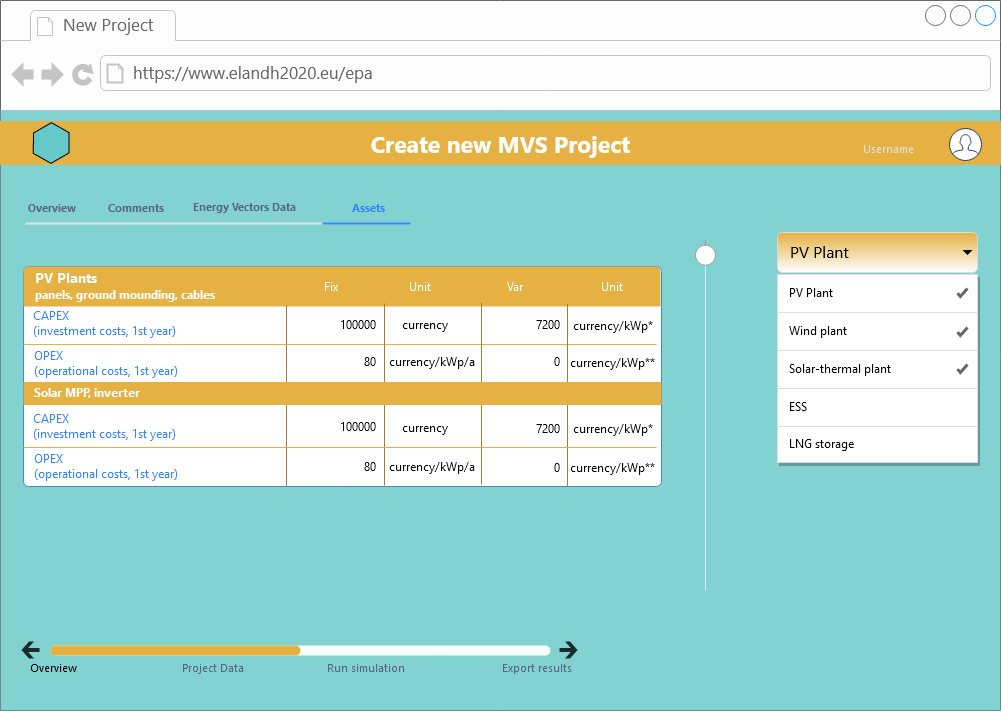 New Project
https://www.elandh2020.eu/epa
Create new MVS Project
Username
Overview Comments Energy Vectors Data Assets
PV Plants
panels, ground mounding, cables
Fix Unit Var Unit
CAPEX
(investment costs, 1st year)
100000 currency 7200 currency/kWp*
OPEX
(operational costs, 1st year)
80 currency/kWp/a 0 currency/kWp**
Solar MPP, inverter
CAPEX
(investment costs, 1st year)
100000 currency 7200 currency/kWp*
OPEX
(operational costs, 1st year)
80 currency/kWp/a 0 currency/kWp**
PV Plant
PV Plant
Wind plant
Solar-thermal plant
ESS
LNG storage
Overview Project Data Run simulation Export results